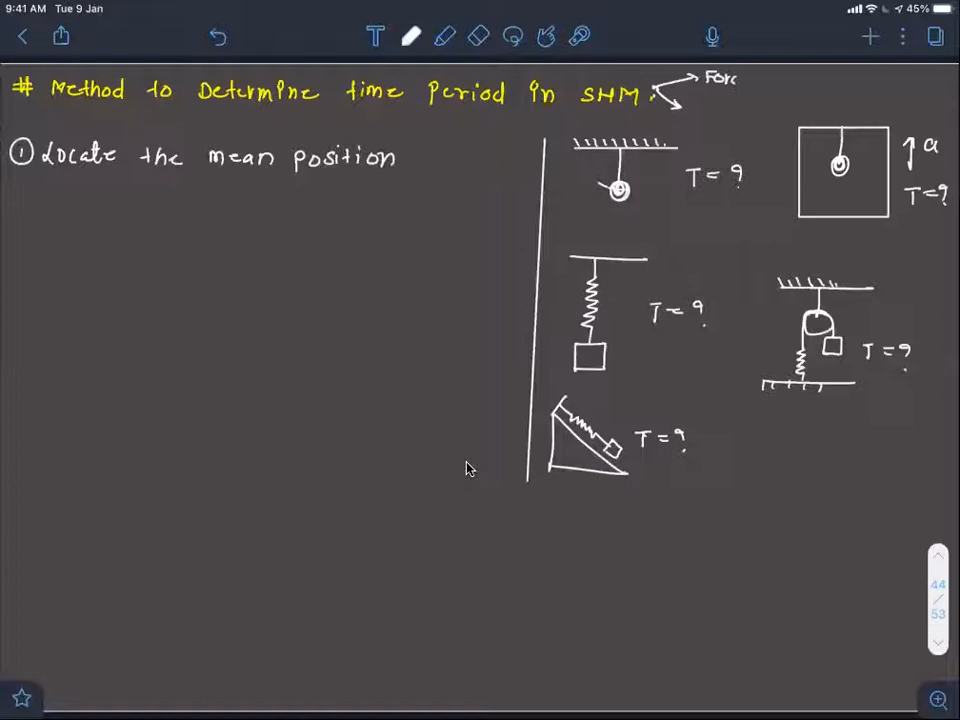 9:41 AM Tue 9 Jan
45%
# Method to Determine time Period in SHM.
Forc
① Locate the mean position
T = ?
a
T = ?
T = ?
T = ?
T = ?
44
/
53